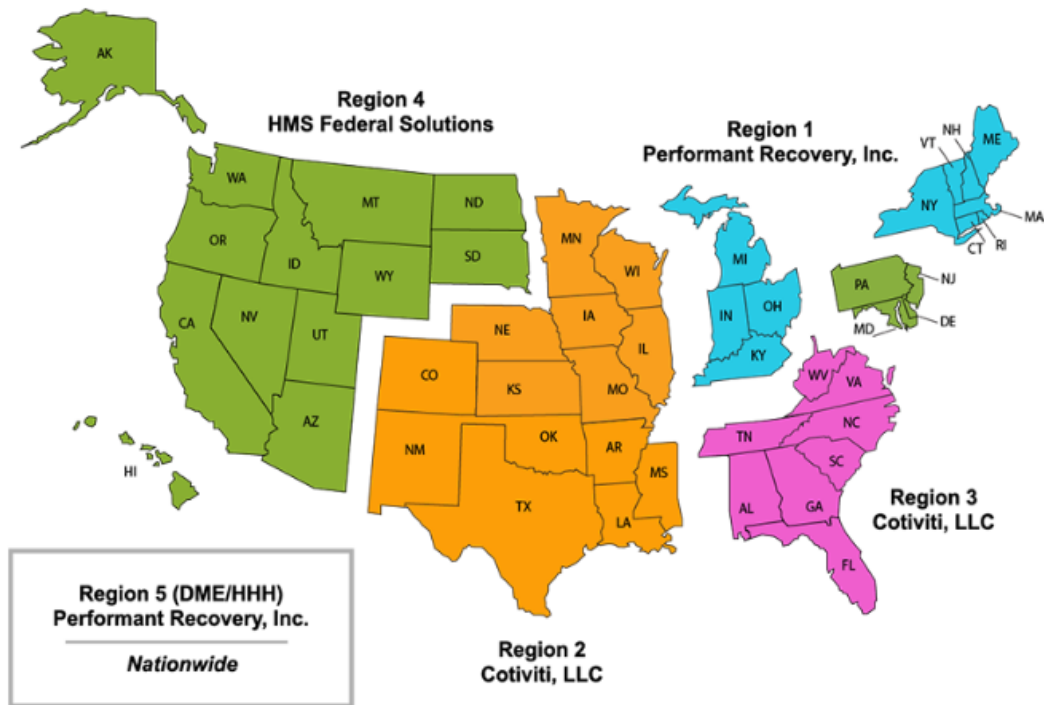 AK
Region 4
HMS Federal Solutions
Region 1
Performant Recovery, Inc.
NH
VT
ME
WA
MT
ND
NY
MA
OR
MN
CT
RI
ID
SD
WI
MI
WY
PA
NJ
CA
NV
UT
NE
IA
IN
OH
DE
MD
CO
IL
KY
KS
MO
WV
VA
AZ
NM
OK
AR
TN
NC
SC
HI
MS
TX
LA
AL
GA
Region 3
Cotiviti, LLC
FL
Region 5 (DME/HHH)
Performant Recovery, Inc.
Nationwide
Region 2
Cotiviti, LLC